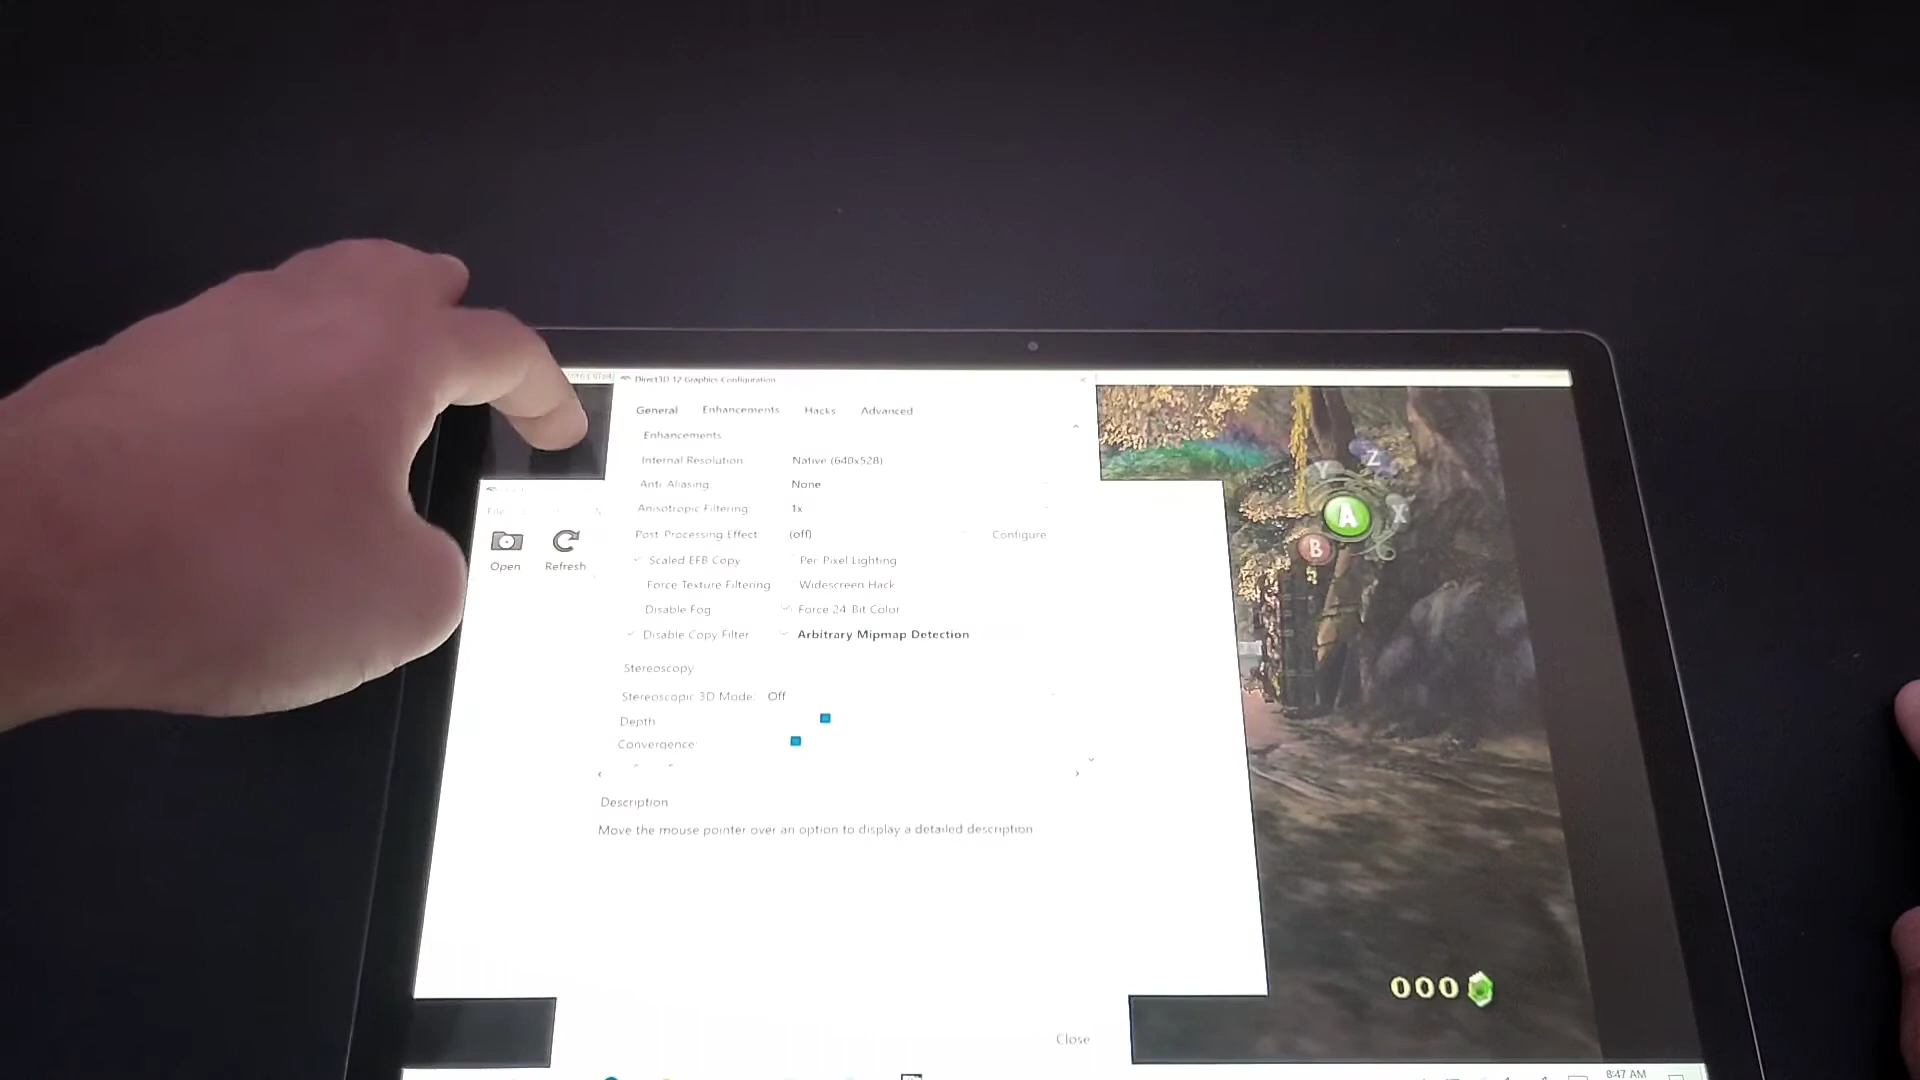 Direct3D 12 Graphics Configuration
General Enhancements Hacks Advanced
Enhancements
Internal Resolution Native (640x528)
Anti-Aliasing: None
Anisotropic Filtering: 1x
Post-Processing Effect: (off) Configure
Scaled EFB Copy Per-Pixel Lighting
Force Texture Filtering Widescreen Hack
Disable Fog Force 24-Bit Color
Disable Copy Filter Arbitrary Mipmap Detection
Stereoscopy
Stereoscopic 3D Mode: Off
Depth
Convergence:
Description
Move the mouse pointer over an option to display a detailed description
Close
File
Open Refresh
Y Z
A X
B
000
8:47 AM